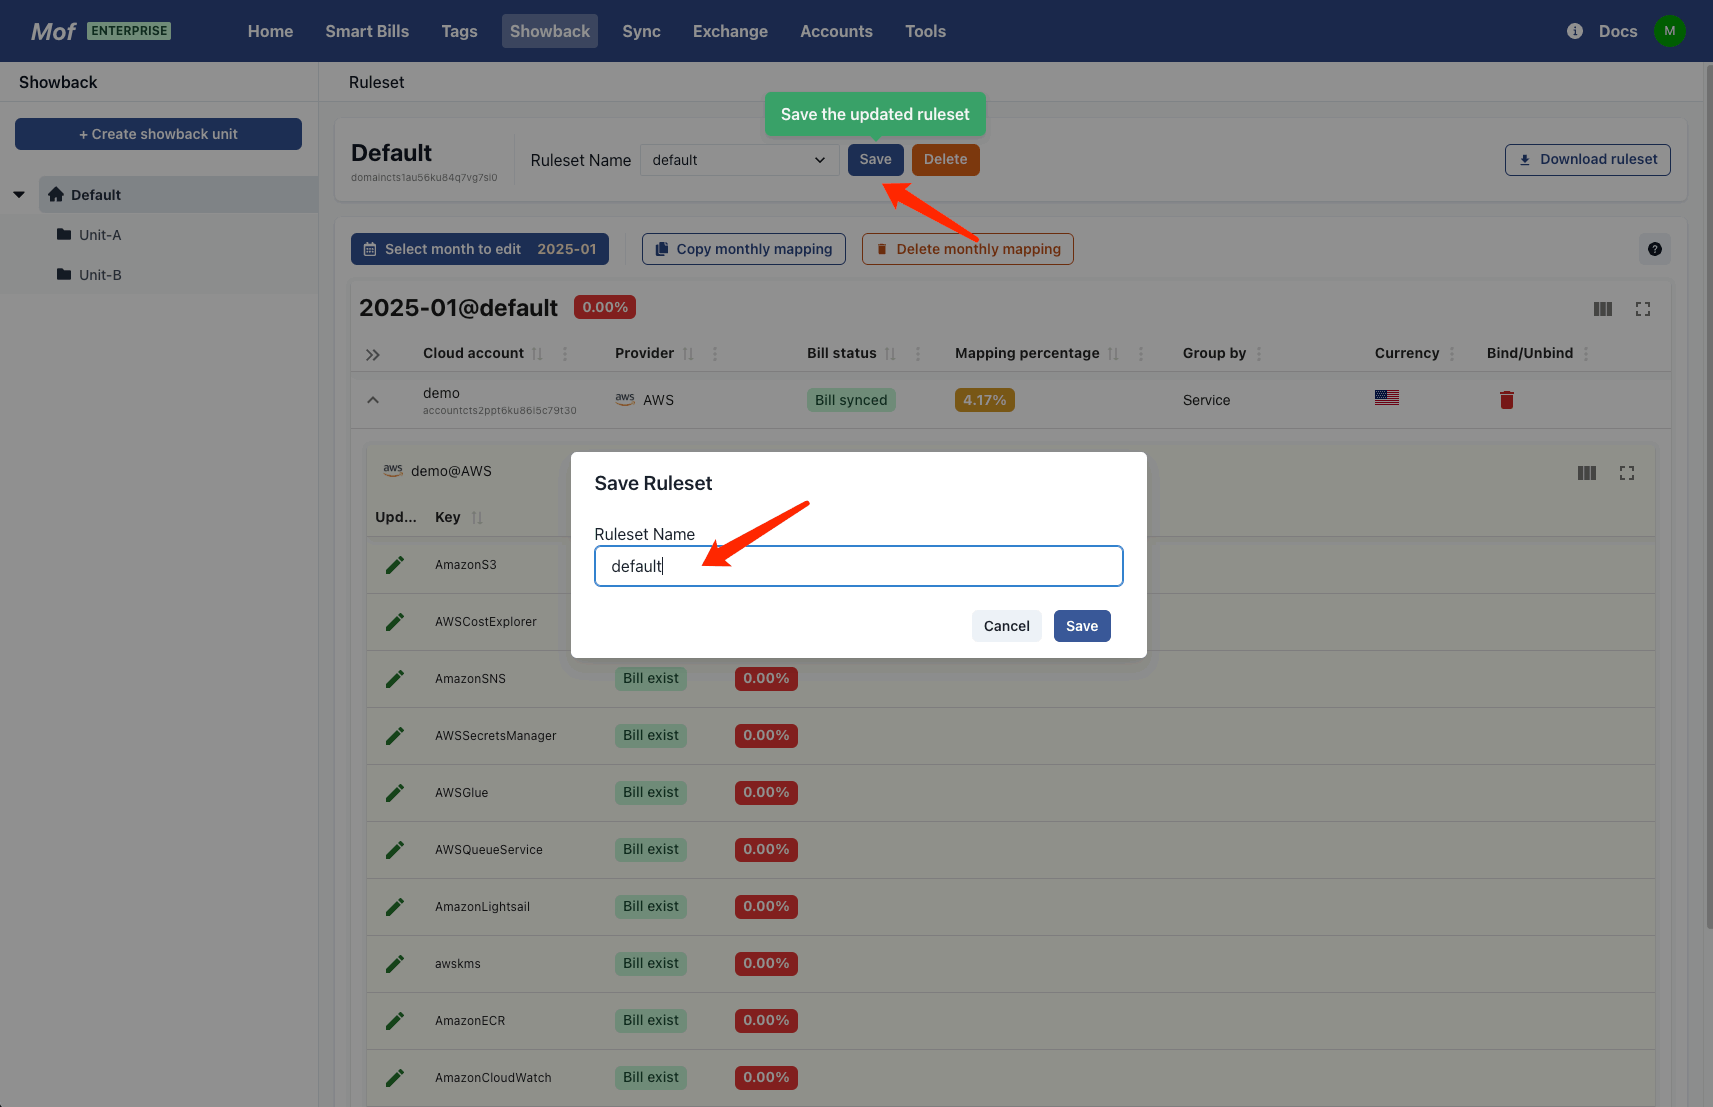 Mof ENTERPRISE Home Smart Bills Tags Showback Sync Exchange Accounts Tools Docs M
Showback
Ruleset
+ Create showback unit
Default
Unit-A
Unit-B
Save the updated ruleset
Default
domaincts1au56ku84q7vg7si0
Ruleset Name default Save Delete Download ruleset
Select month to edit 2025-01 Copy monthly mapping Delete monthly mapping
2025-01@default 0.00%
Cloud account Provider Bill status Mapping percentage Group by Currency Bind/Unbind
demo
accountcts2ppt6ku86i5c79t30
aws AWS Bill synced 4.17% Service
aws demo@AWS
Upd... Key
AmazonS3
AWSCostExplorer
Save Ruleset
Ruleset Name
default
Cancel Save
AmazonSNS Bill exist 0.00%
AWSSecretsManager Bill exist 0.00%
AWSGlue Bill exist 0.00%
AWSQueueService Bill exist 0.00%
AmazonLightsail Bill exist 0.00%
awskms Bill exist 0.00%
AmazonECR Bill exist 0.00%
AmazonCloudWatch Bill exist 0.00%